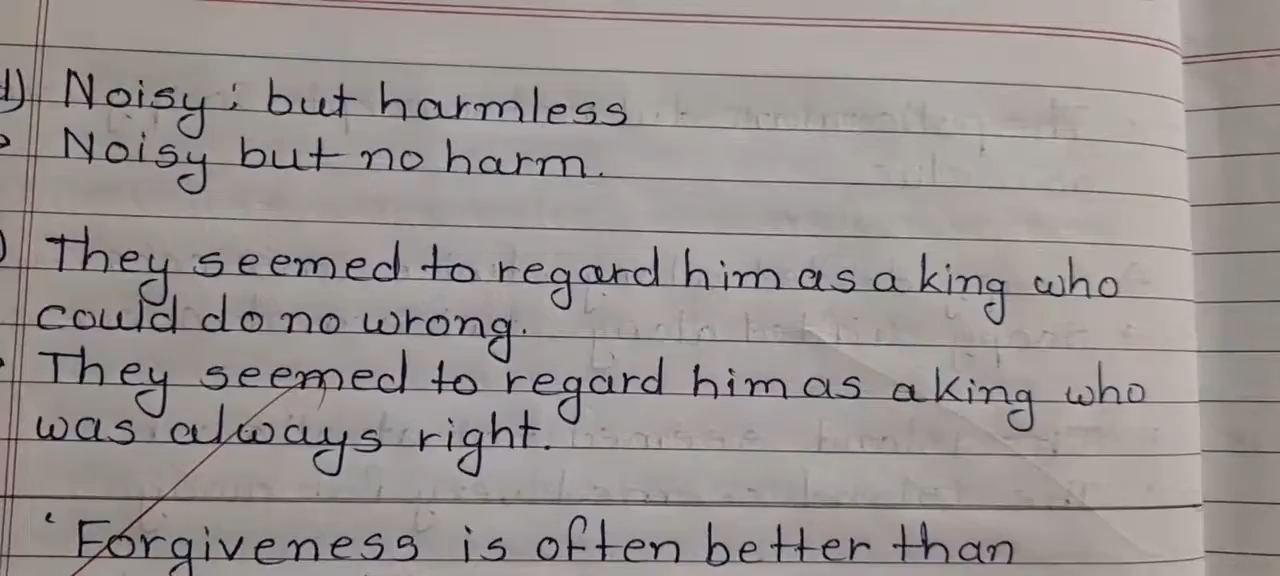 1) Noisy; but harmless
Noisy but no harm.
They seemed to regard him as a king who
could do no wrong.
They seemed to regard him as a king who
was always right.
'Forgiveness is often better than